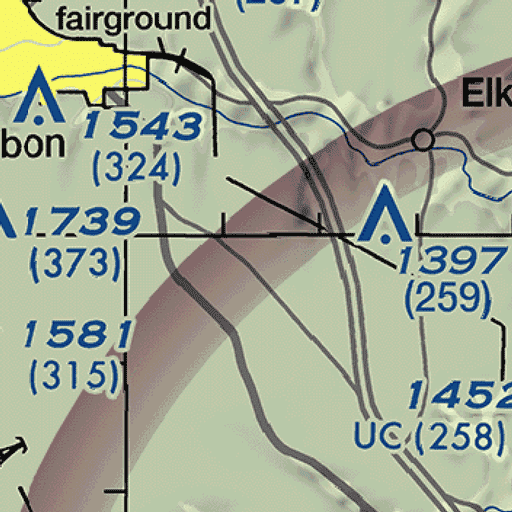 fairground
Elk
1543
(324)
bon
1739
(373)
1397
(259)
1581
(315)
1452
UC (258)